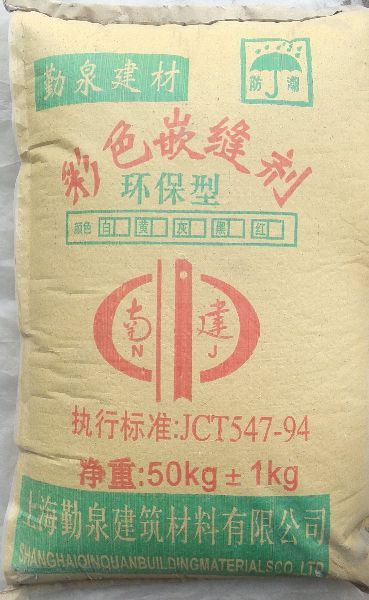 勤泉建材
防潮
彩色嵌缝剂
环保型
颜色 白 黄 灰 黑 红
南 建
N J
执行标准:JCT547-94
净重:50kg±1kg
上海勤泉建筑材料有限公司
SHANGHAIQINQUANBUILDINGMATERIALSCO.LTD